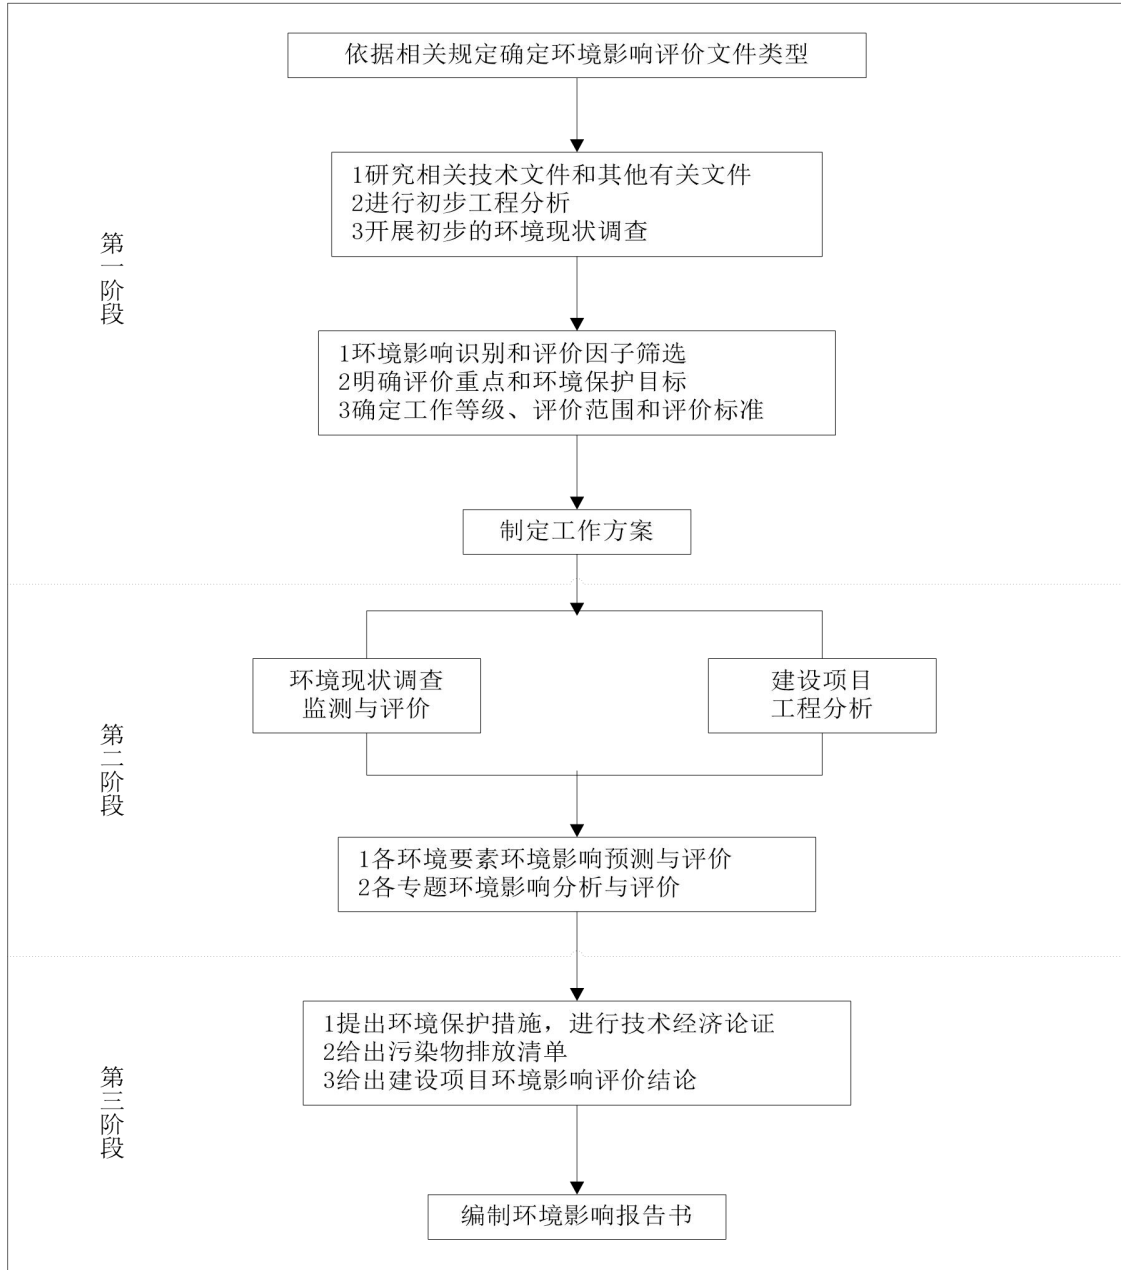 依据相关规定确定环境影响评价文件类型
1研究相关技术文件和其他有关文件
2进行初步工程分析
3开展初步的环境现状调查
第一阶段
1环境影响识别和评价因子筛选
2明确评价重点和环境保护目标
3确定工作等级、评价范围和评价标准
制定工作方案
环境现状调查
监测与评价
建设项目
工程分析
第二阶段
1各环境要素环境影响预测与评价
2各专题环境影响分析与评价
1提出环境保护措施，进行技术经济论证
2给出污染物排放清单
3给出建设项目环境影响评价结论
第三阶段
编制环境影响报告书